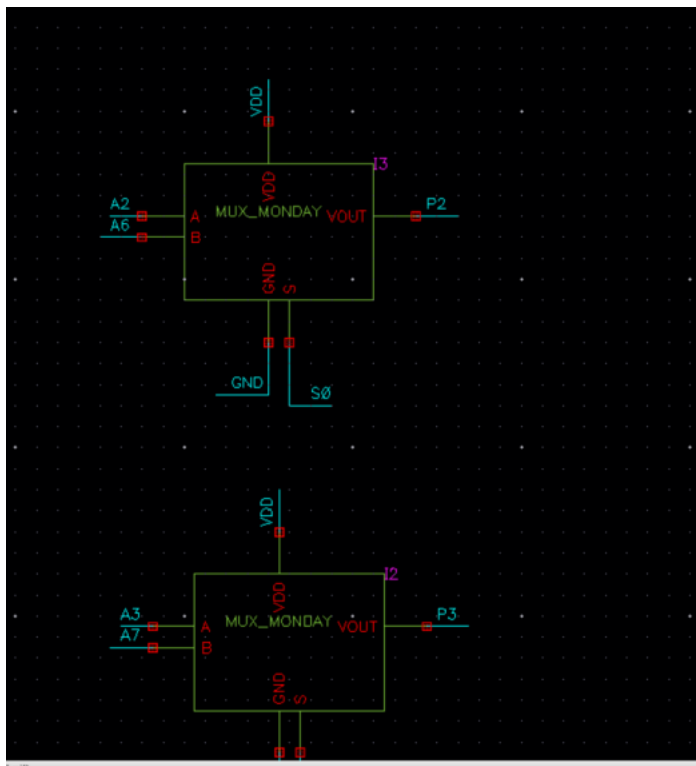 VDD
I3
VDD
A2 A MUX_MONDAY VOUT P2
A6 B
GND S
GND SØ
VDD
I2
VDD
A3 A MUX_MONDAY VOUT P3
A7 B
GND S